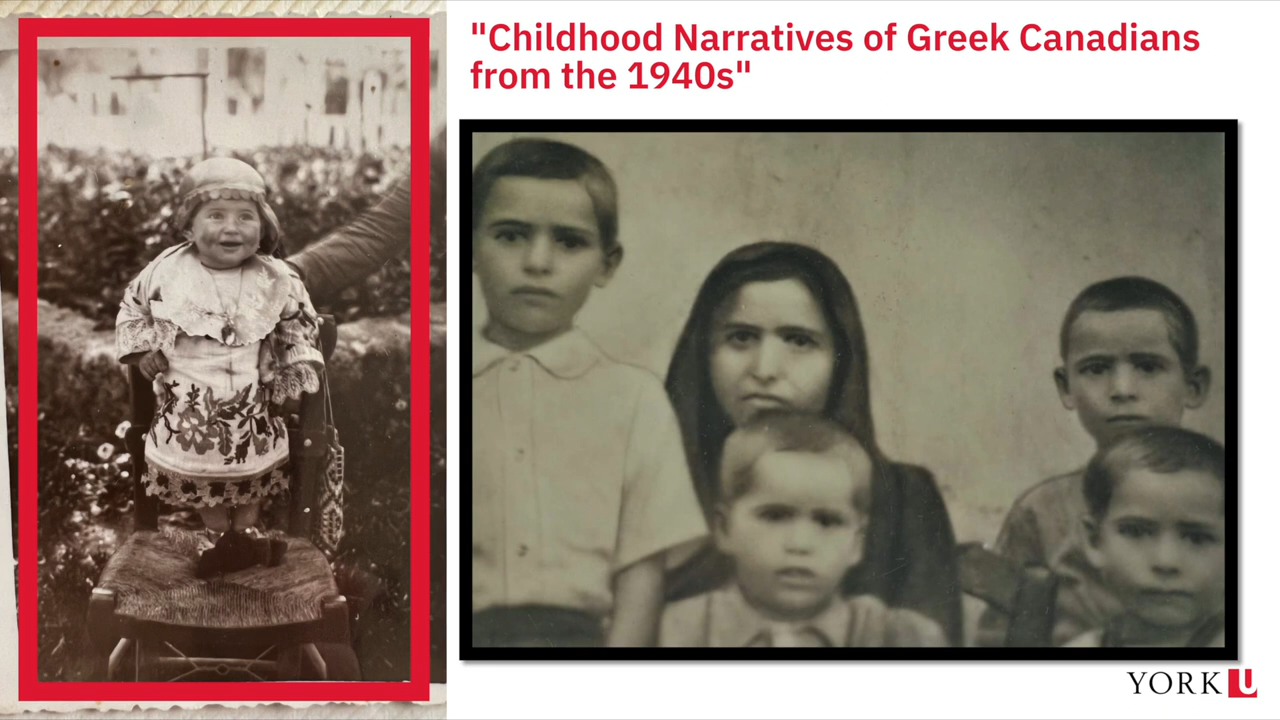 "Childhood Narratives of Greek Canadians
from the 1940s"
YORK U